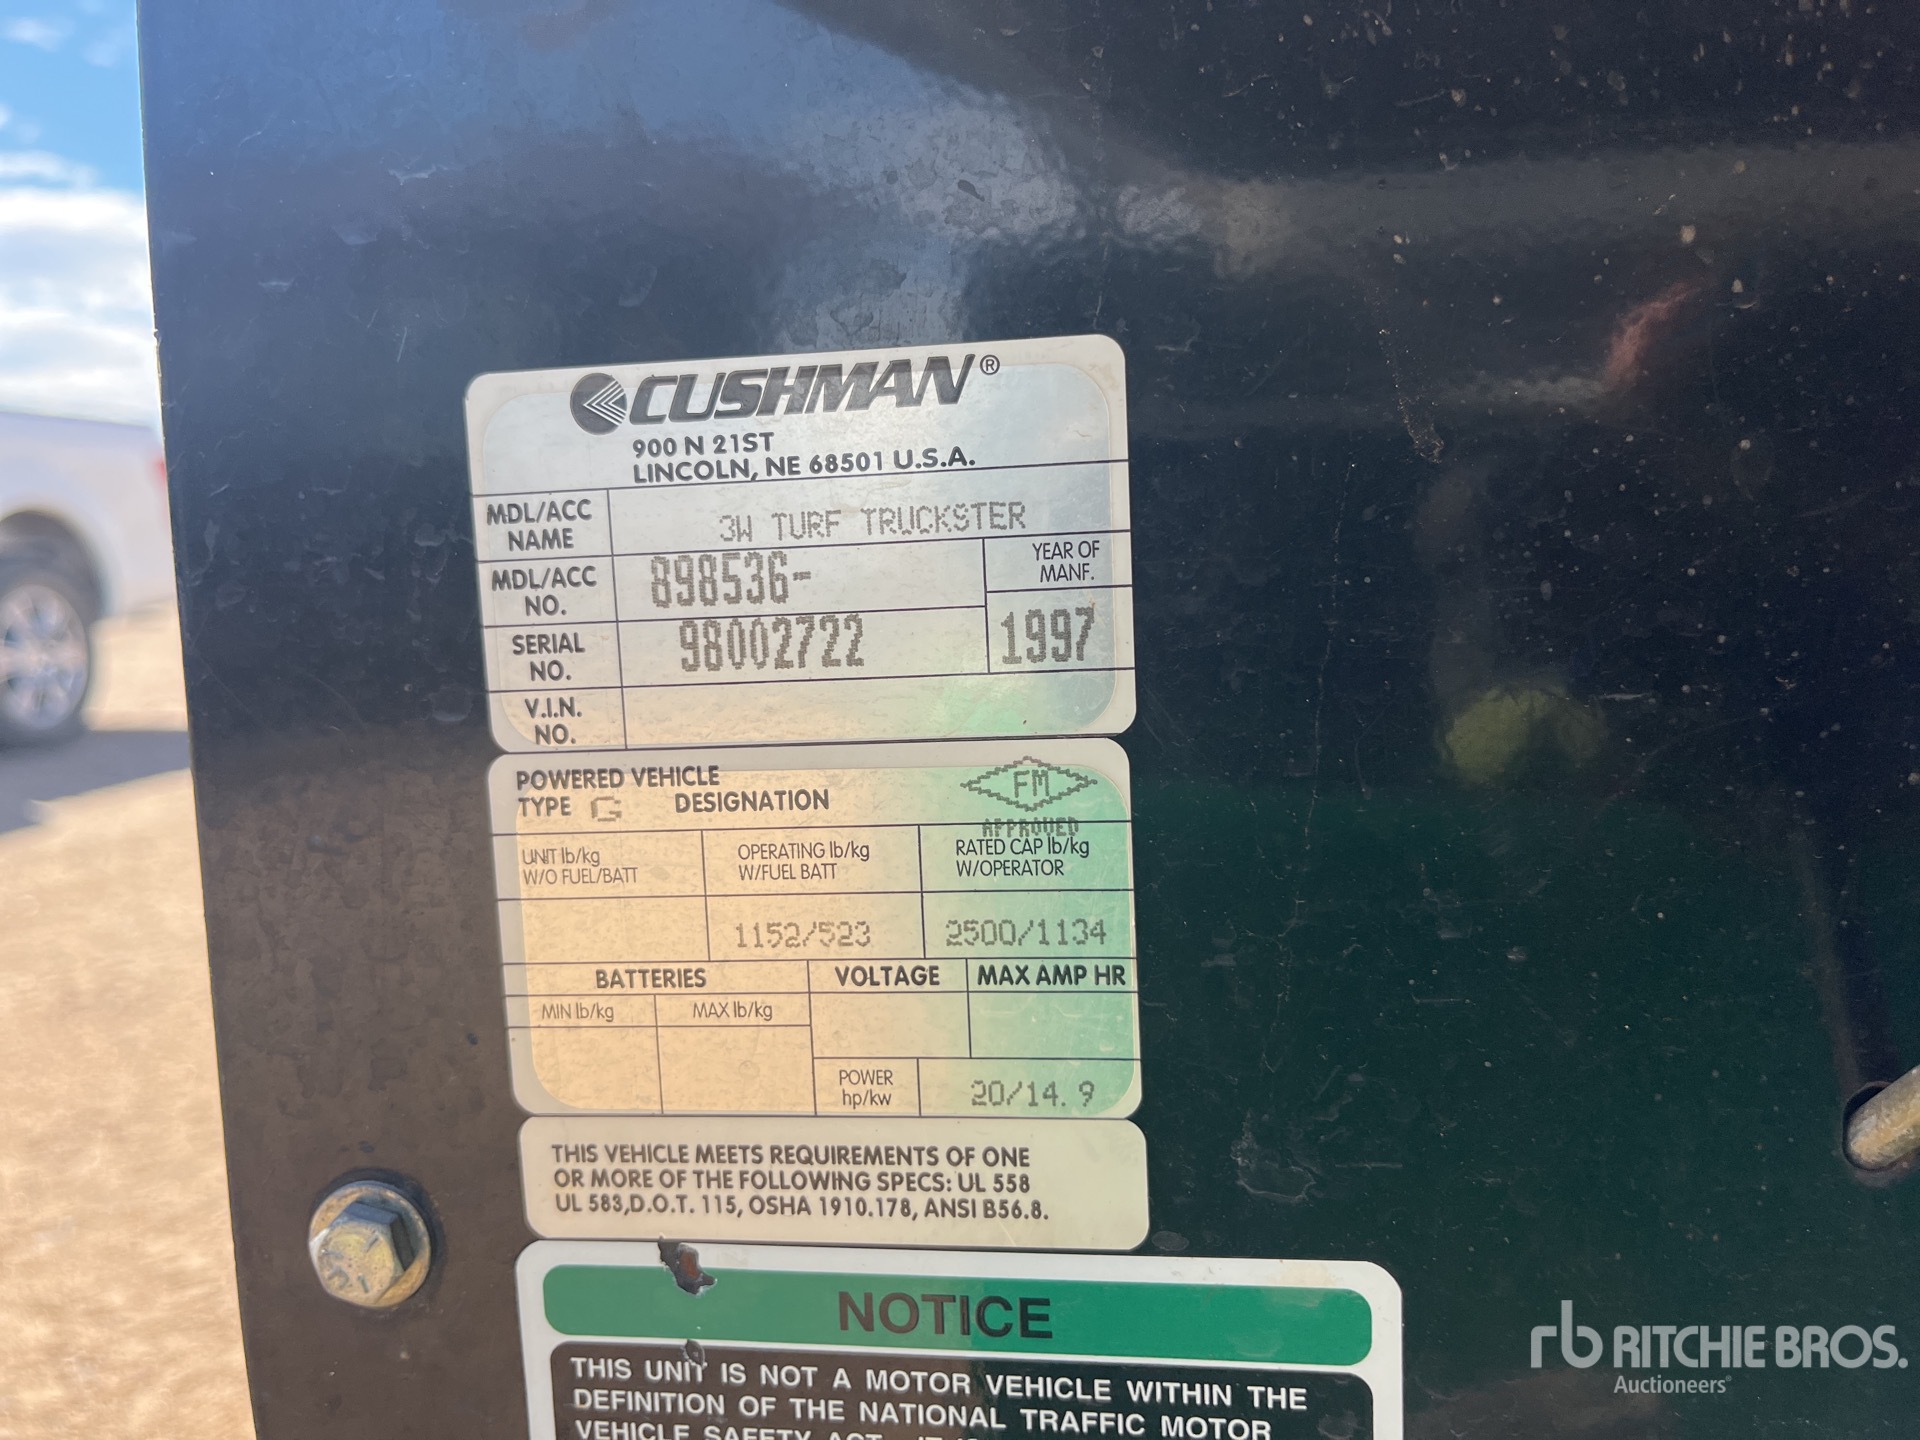 CUSHMAN®
900 N 21ST
LINCOLN, NE 68501 U.S.A.
MDL/ACC NAME 3W TURF TRUCKSTER
MDL/ACC NO. 898536-
YEAR OF MANF.
SERIAL NO. 98002722 1997
V.I.N. NO.
POWERED VEHICLE
TYPE G DESIGNATION
FM
APPROVED
UNIT lb/kg W/O FUEL/BATT
OPERATING lb/kg W/FUEL BATT
RATED CAP lb/kg W/OPERATOR
1152/523 2500/1134
BATTERIES VOLTAGE MAX AMP HR
MIN lb/kg MAX lb/kg
POWER hp/kw 20/14.9
THIS VEHICLE MEETS REQUIREMENTS OF ONE
OR MORE OF THE FOLLOWING SPECS: UL 558
UL 583,D.O.T. 115, OSHA 1910.178, ANSI B56.8.
NOTICE
THIS UNIT IS NOT A MOTOR VEHICLE WITHIN THE
DEFINITION OF THE NATIONAL TRAFFIC MOTOR
VEHICLE SAFETY ACT.
rb RITCHIE BROS.
Auctioneers